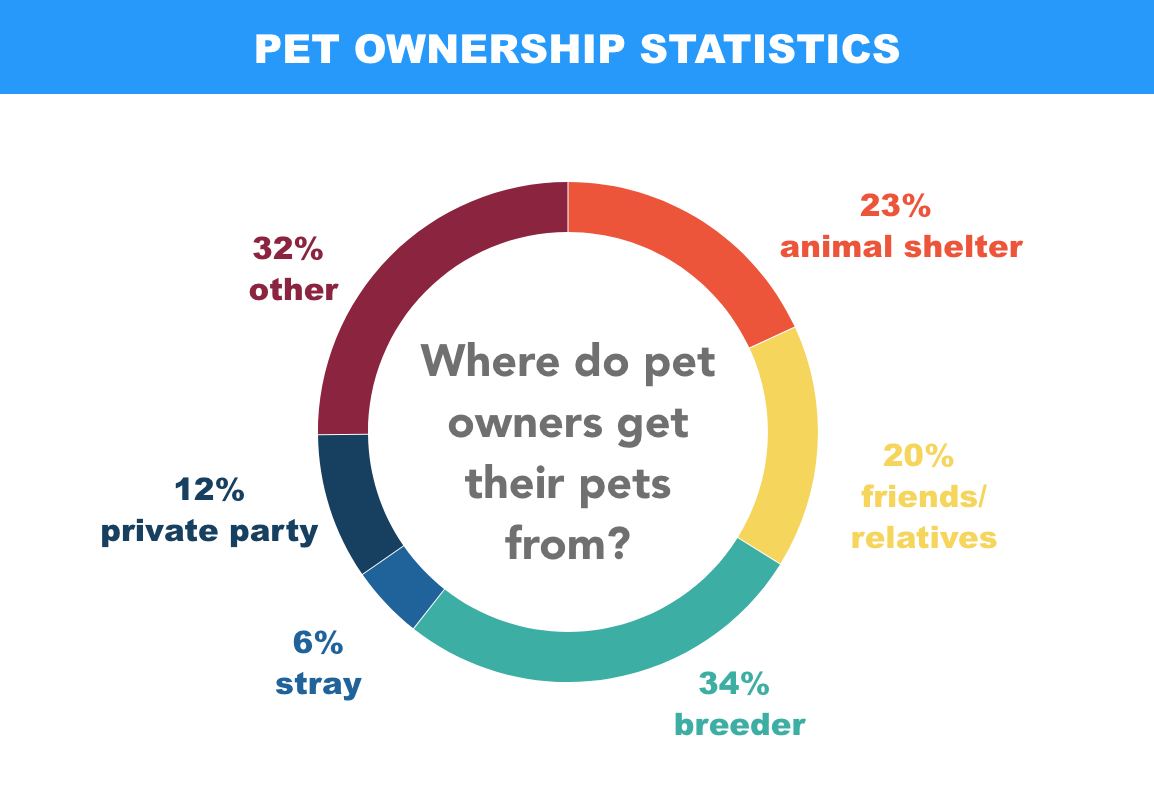 PET OWNERSHIP STATISTICS
23%
animal shelter
32%
other
Where do pet
owners get
their pets
from?
20%
friends/
relatives
12%
private party
6%
stray
34%
breeder